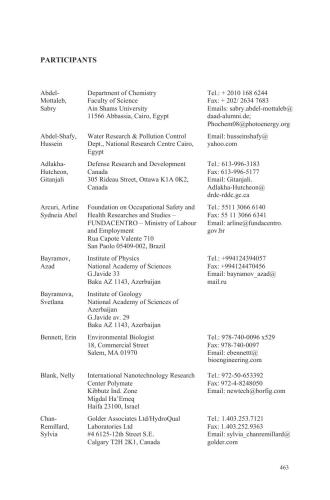 PARTICIPANTS
Abdel-Mottaleb, Sabry
Department of Chemistry
Faculty of Science
Ain Shams University
11566 Abbassia, Cairo, Egypt
Tel.: + 2010 168 6244
Fax: + 202/ 2634 7683
Emails: sabry.abdel-mottaleb@
daad-alumni.de;
Phochem08@photoenergy.org
Abdel-Shafy,
Hussein
Water Research & Pollution Control
Dept., National Research Centre Cairo,
Egypt
Email: husseinshafy@
yahoo.com
Adlakha-
Hutcheon,
Gitanjali
Defense Research and Development
Canada
305 Rideau Street, Ottawa K1A 0K2,
Canada
Tel.: 613-996-3183
Fax: 613-996-5177
Email: Gitanjali.
Adlakha-Hutcheon@
drdc-rddc.gc.ca
Arcuri, Arline
Sydneia Abel
Foundation on Occupational Safety and
Health Researches and Studies –
FUNDACENTRO – Ministry of Labour
and Employment
Rua Capote Valente 710
San Paolo 05409-002, Brazil
Tel.: 5511 3066 6140
Fax: 55 11 3066 6341
Email: arline@fundacentro.
gov.br
Bayramov,
Azad
Institute of Physics
National Academy of Sciences
G.Javide 33
Baku AZ 1143, Azerbaijan
Tel.: +994124394057
Fax: +994124470456
Email: bayramov_azad@
mail.ru
Bayramova,
Svetlana
Institute of Geology
National Academy of Sciences of
Azerbaijan
G.Javide av. 29
Baku AZ 1143, Azerbaijan
Bennett, Erin
Environmental Biologist
18, Commercial Street
Salem, MA 01970
Tel.: 978-740-0096 x529
Fax: 978-740-0097
Email: ebennett@
bioengineering.com
Blank, Nelly
International Nanotechnology Research
Center Polymate
Kibbutz Ind. Zone
Migdal Ha'Emeq
Haifa 23100, Israel
Tel.: 972-50-653392
Fax: 972-4-8248050
Email: newtech@borfig.com
Chan-
Remillard,
Sylvia
Golder Associates Ltd/HydroQual
Laboratories Ltd
#4 6125-12th Street S.E.
Calgary T2H 2K1, Canada
Tel.: 1.403.253.7121
Fax: 1.403.252.9363
Email: sylvia_chanremillard@
golder.com
463